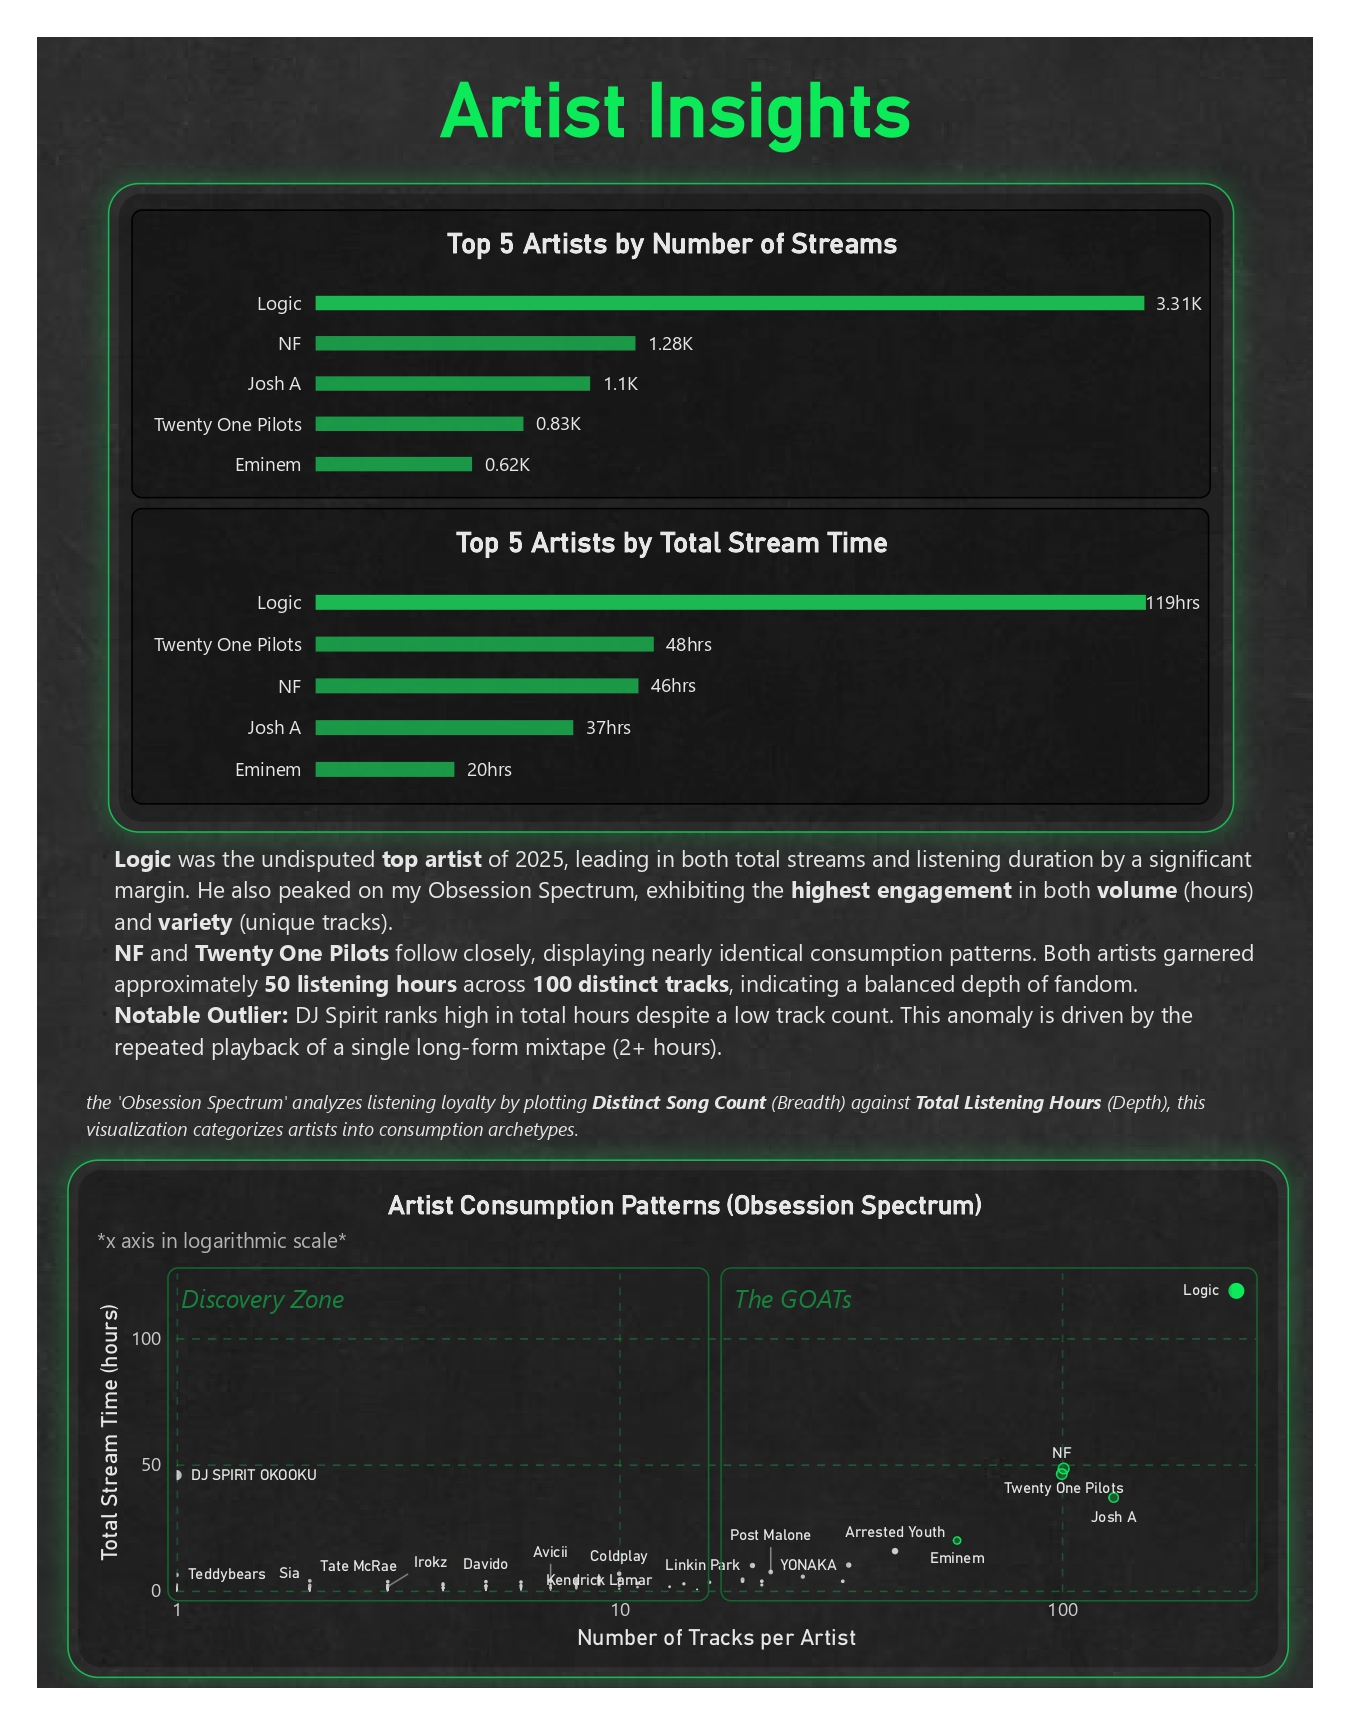 Artist Insights
Top 5 Artists by Number of Streams
Logic 3.31K
NF 1.28K
Josh A 1.1K
Twenty One Pilots 0.83K
Eminem 0.62K
Top 5 Artists by Total Stream Time
Logic 119hrs
Twenty One Pilots 48hrs
NF 46hrs
Josh A 37hrs
Eminem 20hrs
Logic was the undisputed top artist of 2025, leading in both total streams and listening duration by a significant
margin. He also peaked on my Obsession Spectrum, exhibiting the highest engagement in both volume (hours)
and variety (unique tracks).
NF and Twenty One Pilots follow closely, displaying nearly identical consumption patterns. Both artists garnered
approximately 50 listening hours across 100 distinct tracks, indicating a balanced depth of fandom.
Notable Outlier: DJ Spirit ranks high in total hours despite a low track count. This anomaly is driven by the
repeated playback of a single long-form mixtape (2+ hours).
the 'Obsession Spectrum' analyzes listening loyalty by plotting Distinct Song Count (Breadth) against Total Listening Hours (Depth), this
visualization categorizes artists into consumption archetypes.
Artist Consumption Patterns (Obsession Spectrum)
*x axis in logarithmic scale*
Discovery Zone
The GOATs
Logic
Total Stream Time (hours)
100
50
0
NF
DJ SPIRIT OKOOKU
Twenty One Pilots
Josh A
Post Malone
Arrested Youth
Eminem
Avicii
Coldplay
Teddybears
Sia
Tate McRae
Irokz
Davido
Linkin Park
YONAKA
Kendrick Lamar
1
10
100
Number of Tracks per Artist